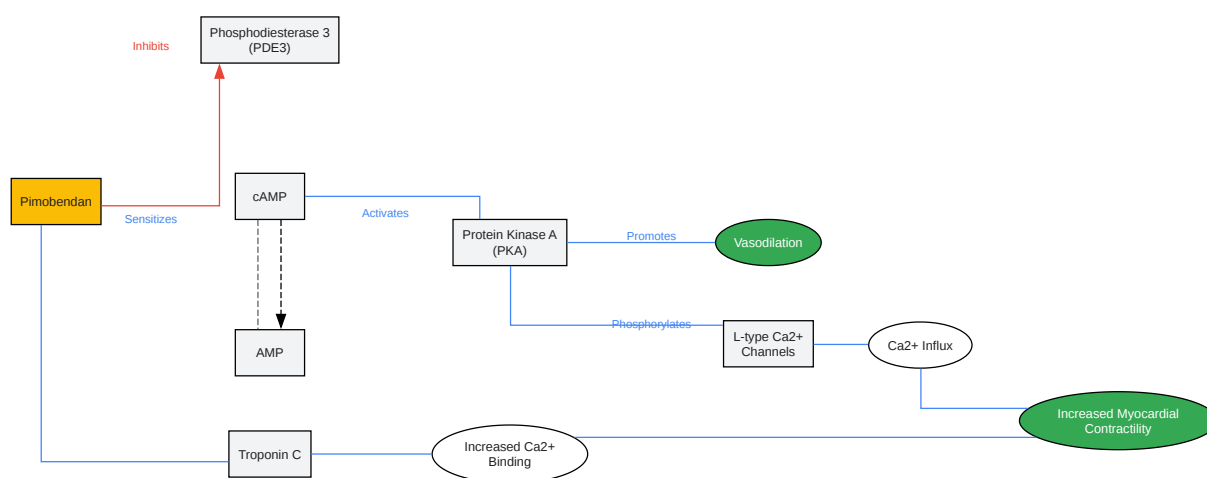 Phosphodiesterase 3
(PDE3)
Inhibits
Pimobendan
Sensitizes
cAMP
Activates
Protein Kinase A
(PKA)
Promotes
Vasodilation
Phosphorylates
L-type Ca2+
Channels
Ca2+ Influx
AMP
Increased Myocardial
Contractility
Troponin C
Increased Ca2+
Binding